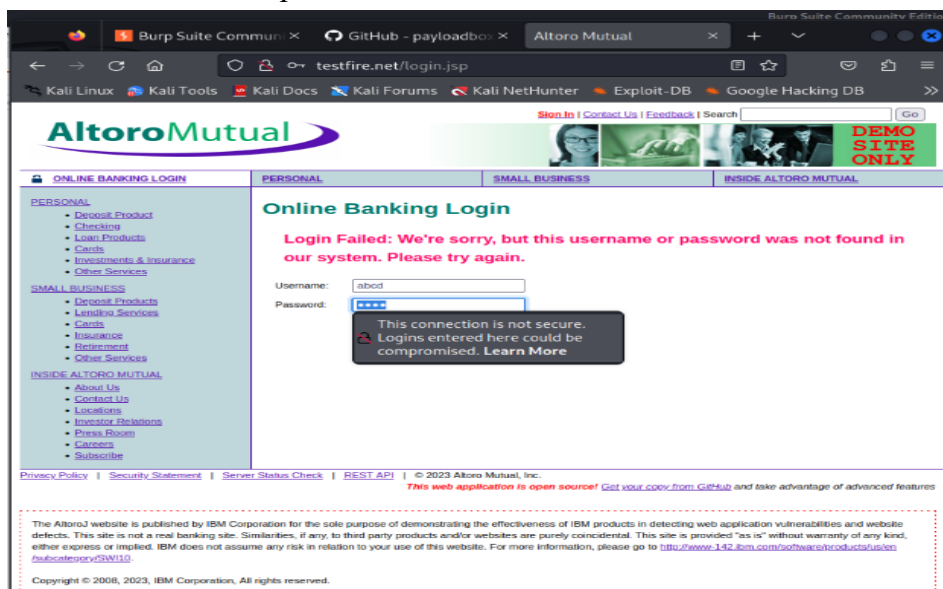 Burp Suite Community Editio
Burp Suite Commun
GitHub - payloadbo
Altoro Mutual
testfire.net/login.jsp
Kali Linux Kali Tools Kali Docs Kali Forums Kali NetHunter Exploit-DB Google Hacking DB
Sign In | Contact Us | Feedback | Search Go
AltoroMutual
DEMO
SITE
ONLY
ONLINE BANKING LOGIN PERSONAL SMALL BUSINESS INSIDE ALTORO MUTUAL
PERSONAL
Deposit Product
Checking
Loan Products
Cards
Investments & Insurance
Other Services
SMALL BUSINESS
Deposit Products
Lending Services
Cards
Insurance
Retirement
Other Services
INSIDE ALTORO MUTUAL
About Us
Contact Us
Locations
Investor Relations
Press Room
Careers
Subscribe
Online Banking Login
Login Failed: We're sorry, but this username or password was not found in
our system. Please try again.
Username: abcd
Password: ••••
This connection is not secure.
Logins entered here could be
compromised. Learn More
Privacy Policy | Security Statement | Server Status Check | REST API | © 2023 Altoro Mutual, Inc.
This web application is open source! Get your copy from GitHub and take advantage of advanced features
The AltoroJ website is published by IBM Corporation for the sole purpose of demonstrating the effectiveness of IBM products in detecting web application vulnerabilities and website
defects. This site is not a real banking site. Similarities, if any, to third party products and/or websites are purely coincidental. This site is provided "as is" without warranty of any kind,
either express or implied. IBM does not assume any risk in relation to your use of this website. For more information, please go to http://www-142.ibm.com/software/products/us/en
/subcategory/SWI10.
Copyright © 2008, 2023, IBM Corporation, All rights reserved.